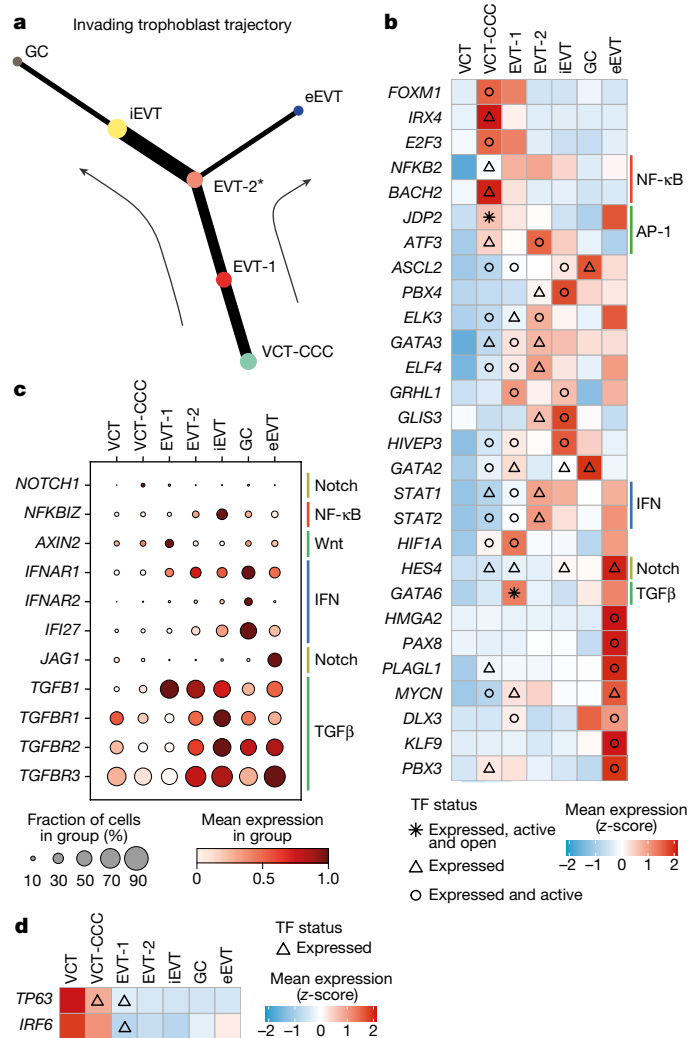 a
Invading trophoblast trajectory
GC
iEVT
eEVT
EVT-2*
EVT-1
VCT-CCC
b
VCT
VCT-CCC
EVT-1
EVT-2
iEVT
GC
eEVT
FOXM1
IRX4
E2F3
NFKB2
BACH2
NF-κB
JDP2
ATF3
AP-1
ASCL2
PBX4
ELK3
GATA3
ELF4
GRHL1
GLIS3
HIVEP3
GATA2
STAT1
STAT2
IFN
HIF1A
HES4
Notch
GATA6
TGFβ
HMGA2
PAX8
PLAGL1
MYCN
DLX3
KLF9
PBX3
TF status
Expressed, active
and open
Expressed
Expressed and active
Mean expression
(z-score)
−2 −1 0 1 2
c
VCT
VCT-CCC
EVT-1
EVT-2
iEVT
GC
eEVT
NOTCH1
Notch
NFKBIZ
NF-κB
AXIN2
Wnt
IFNAR1
IFNAR2
IFI27
IFN
JAG1
Notch
TGFB1
TGFBR1
TGFBR2
TGFBR3
TGFβ
Fraction of cells
in group (%)
10 30 50 70 90
Mean expression
in group
0 0.5 1.0
d
VCT
VCT-CCC
EVT-1
EVT-2
iEVT
GC
eEVT
TP63
IRF6
TF status
Expressed
Mean expression
(z-score)
−2 −1 0 1 2